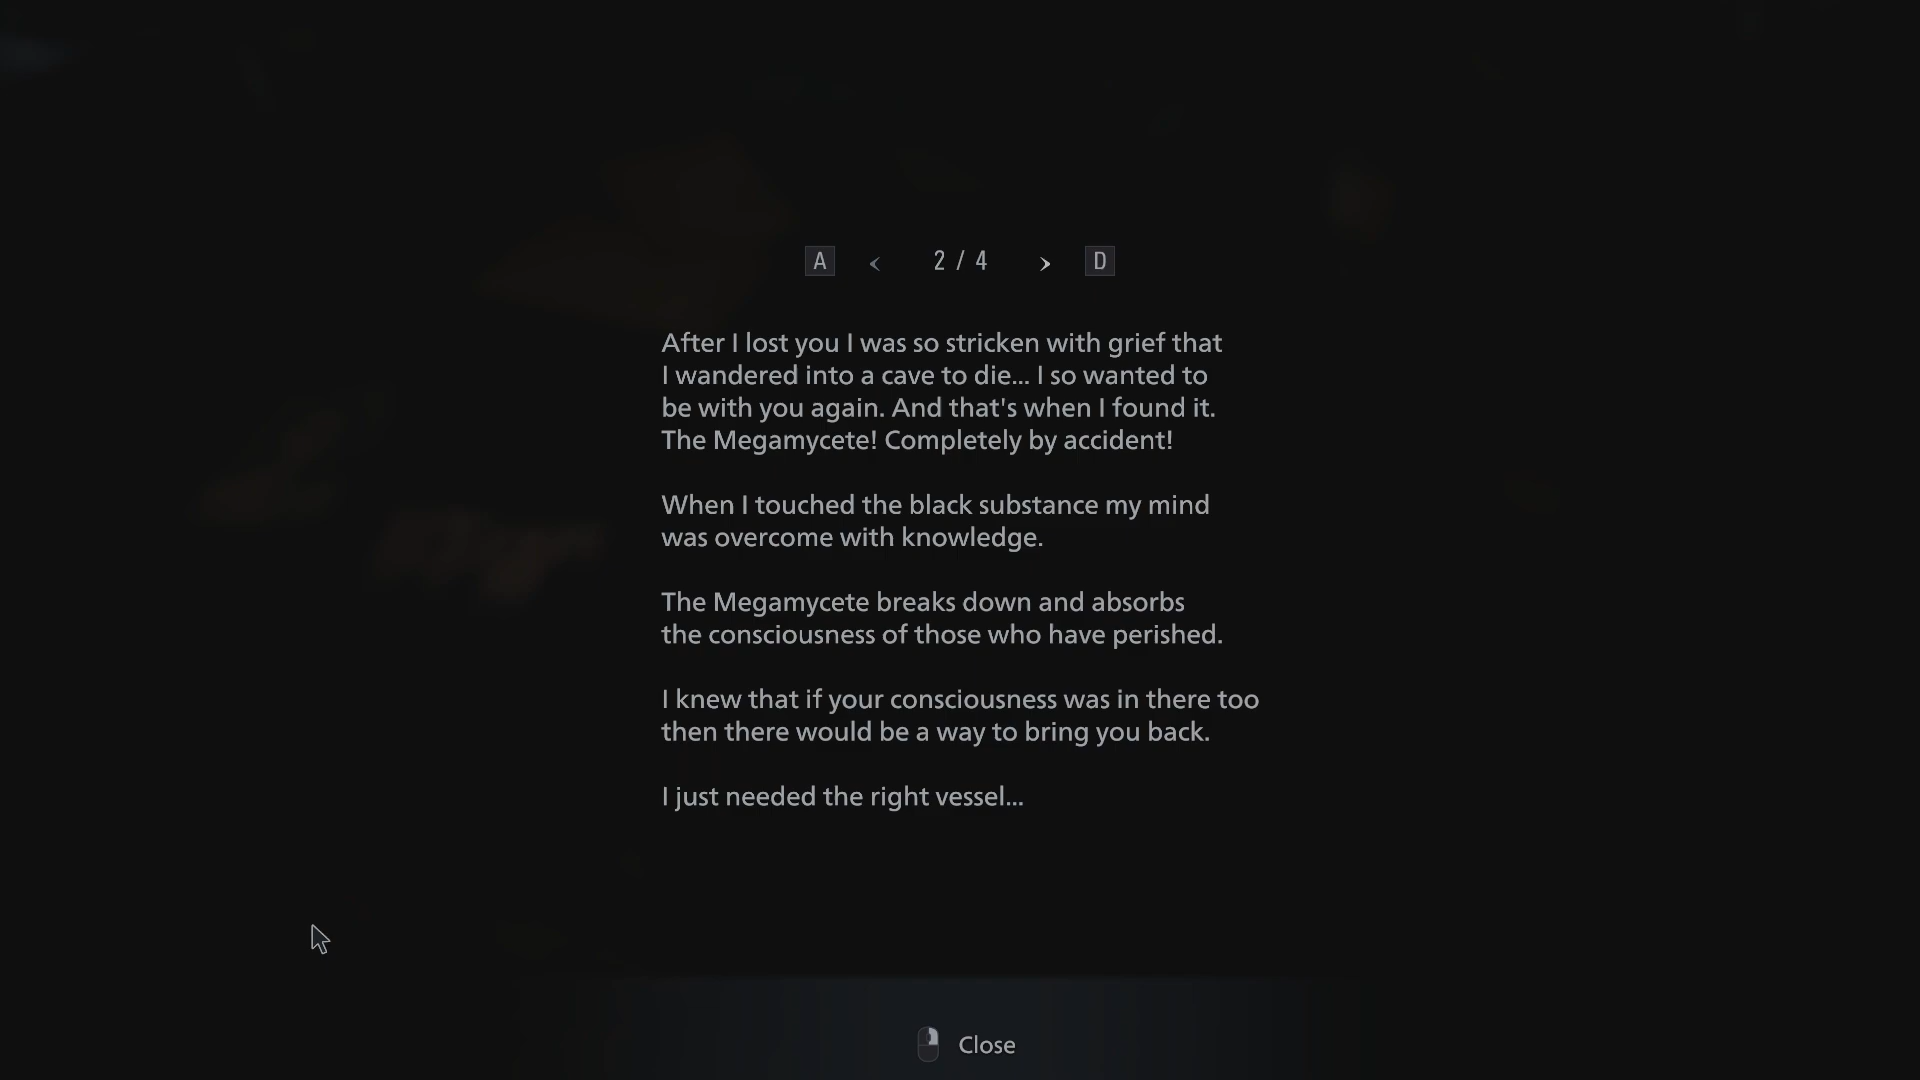 A < 2 / 4 > D
After I lost you I was so stricken with grief that
I wandered into a cave to die... I so wanted to
be with you again. And that's when I found it.
The Megamycete! Completely by accident!
When I touched the black substance my mind
was overcome with knowledge.
The Megamycete breaks down and absorbs
the consciousness of those who have perished.
I knew that if your consciousness was in there too
then there would be a way to bring you back.
I just needed the right vessel...
Close